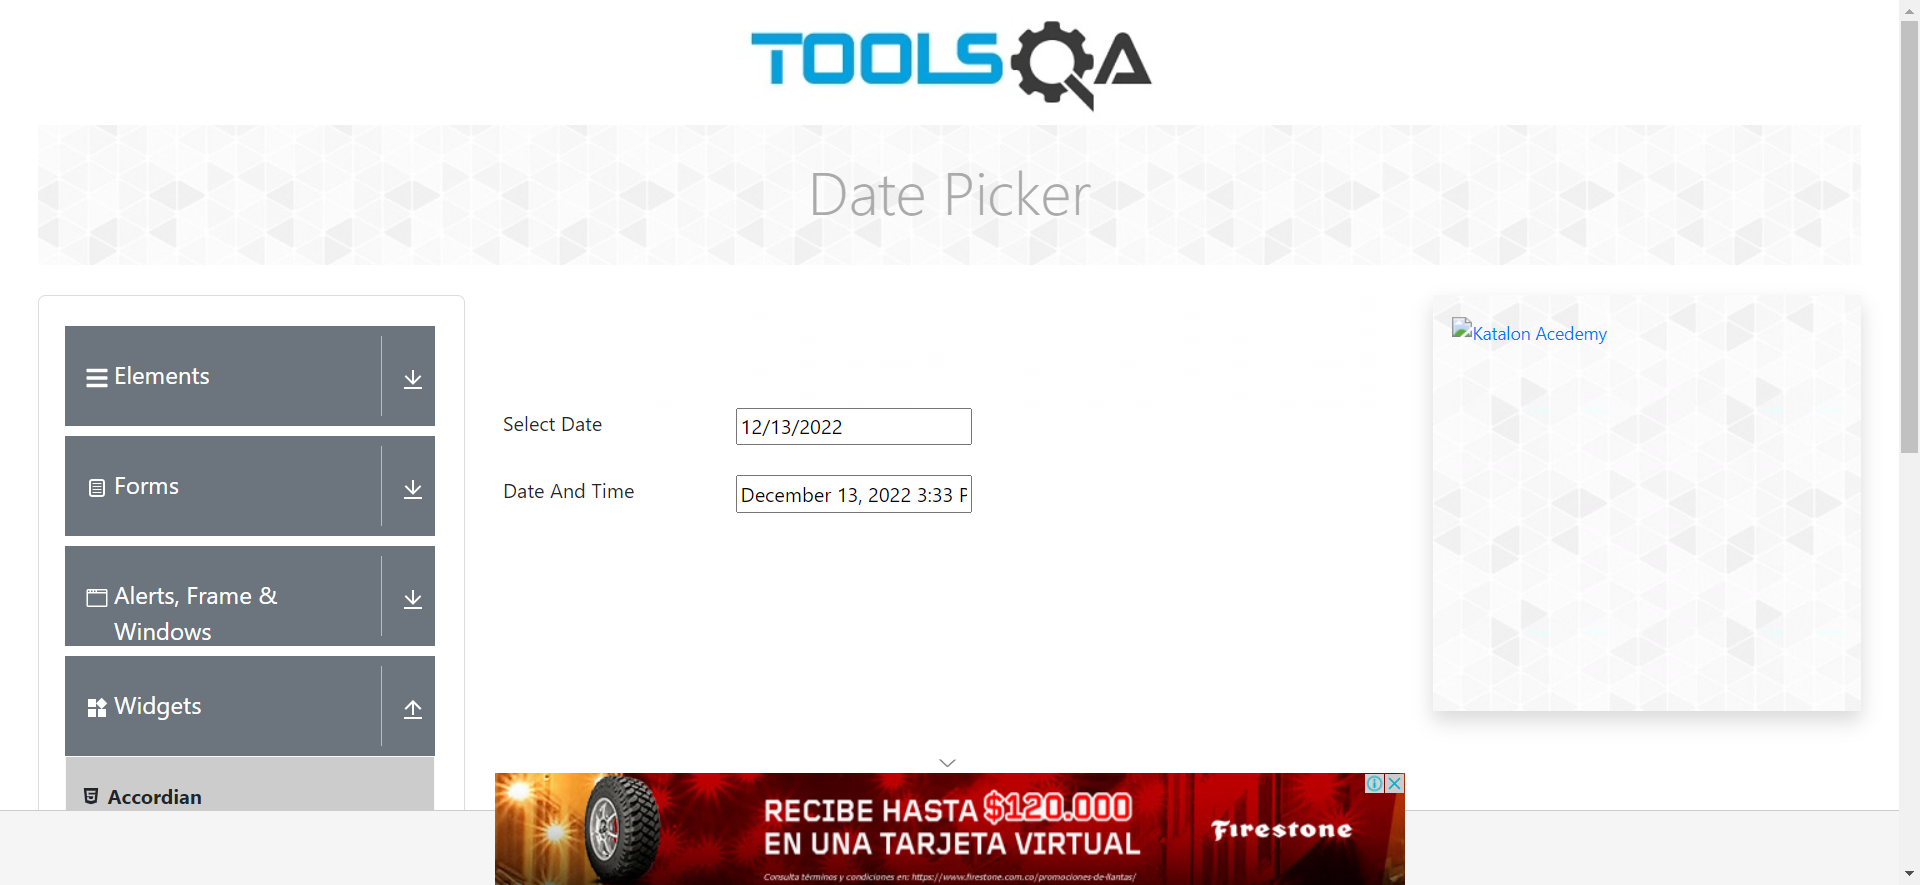 TOOLSQA
Date Picker
Elements
Forms
Alerts, Frame &
Windows
Widgets
Accordian
Select Date
12/13/2022
Date And Time
December 13, 2022 3:33 P
Katalon Acedemy
RECIBE HASTA $120.000
EN UNA TARJETA VIRTUAL
Consulta términos y condiciones en: https://www.firestone.com.co/promociones-de-llantas/
Firestone